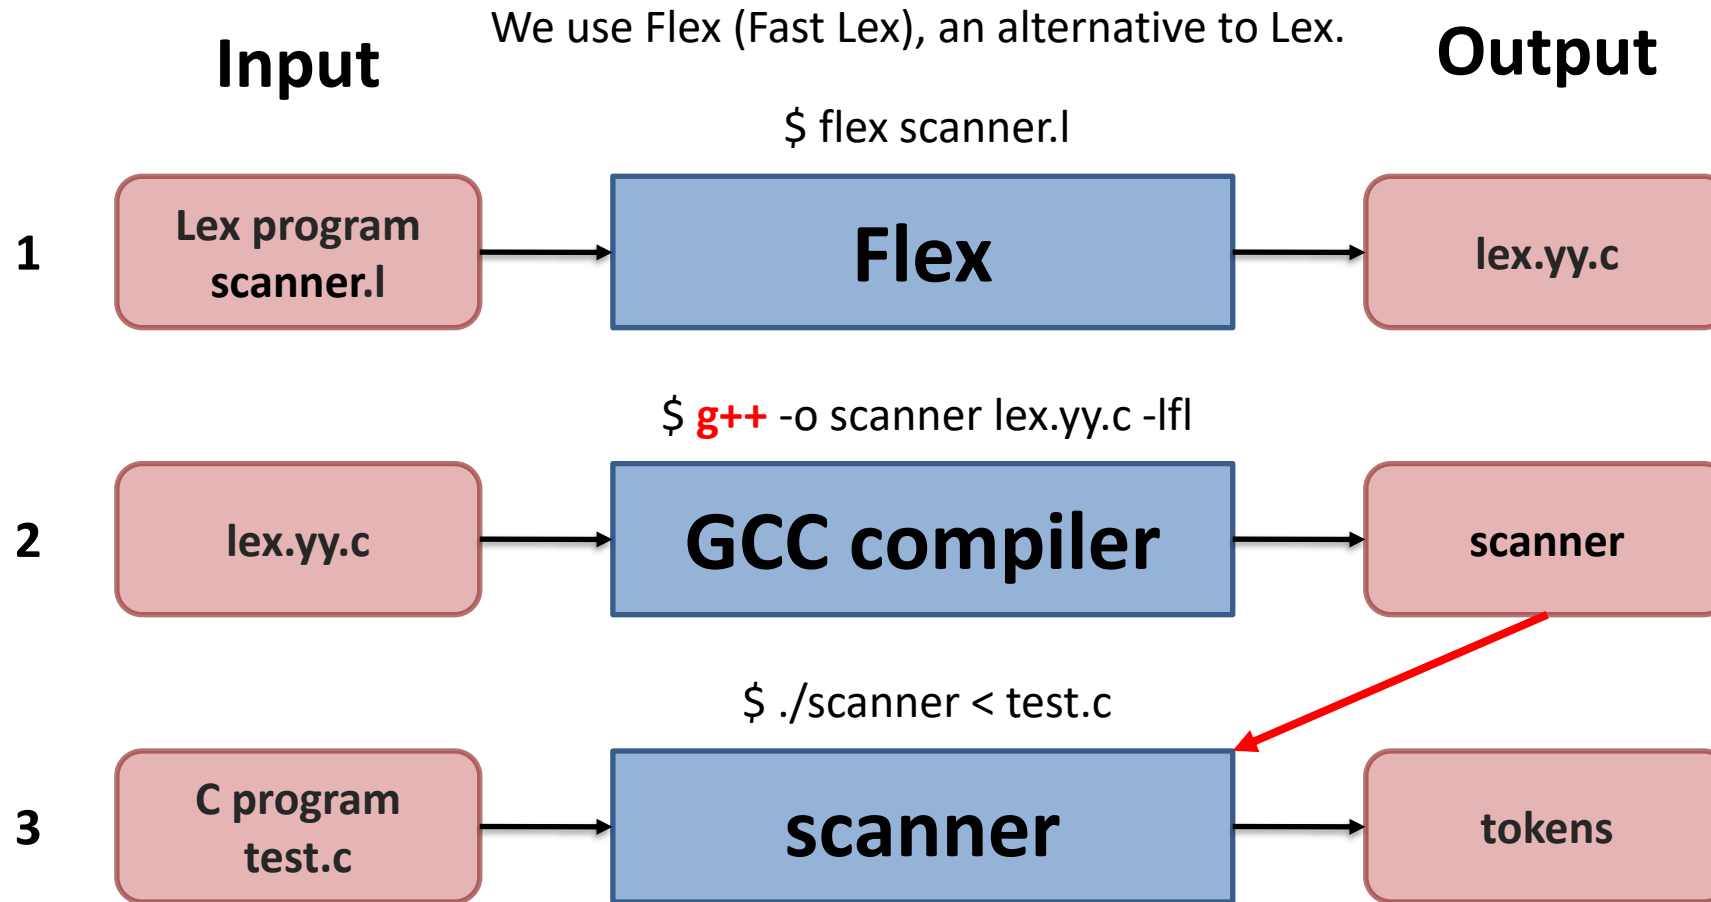 We use Flex (Fast Lex), an alternative to Lex.
Input
Output
$ flex scanner.l
1
Lex program
scanner.l
Flex
lex.yy.c
$ g++ -o scanner lex.yy.c -lfl
2
lex.yy.c
GCC compiler
scanner
$ ./scanner < test.c
3
C program
test.c
scanner
tokens